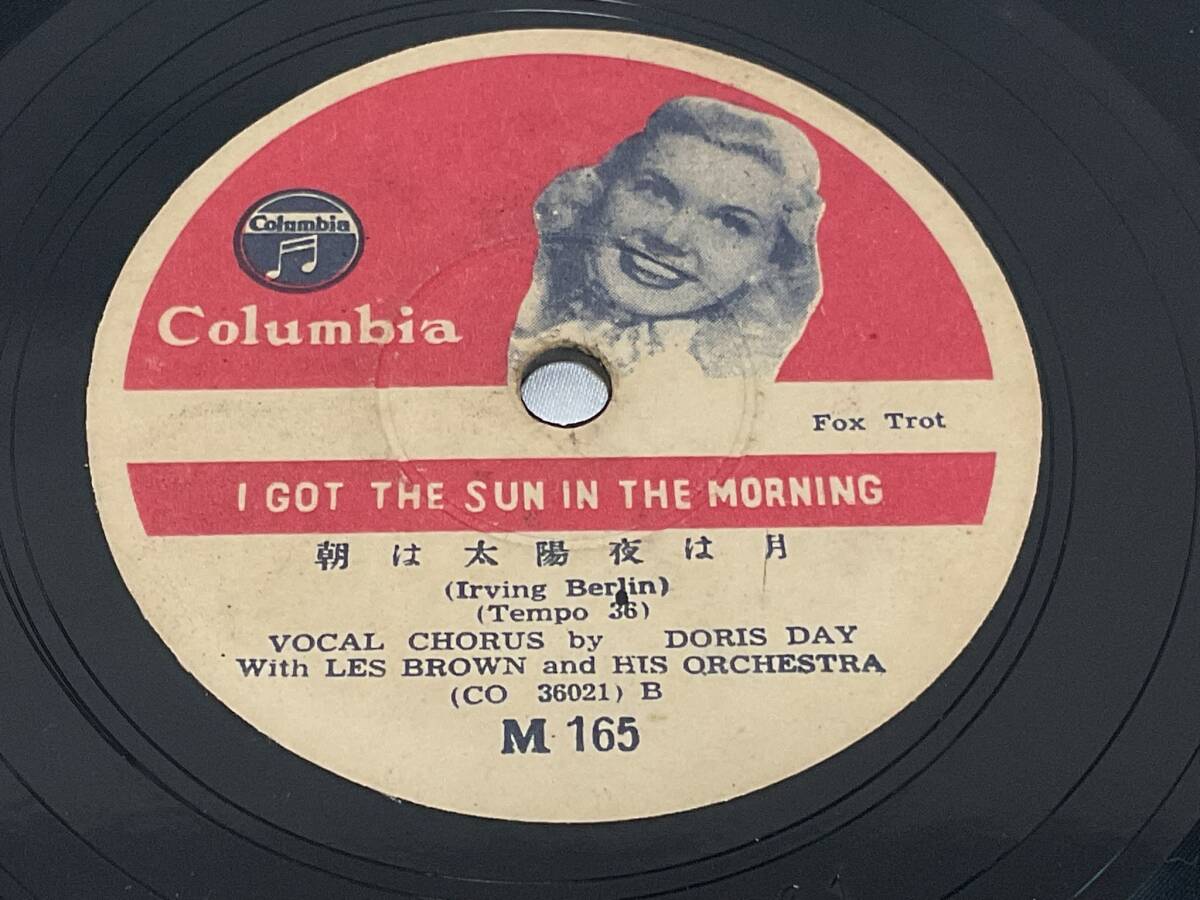 Columbia
Columbia
Fox Trot
I GOT THE SUN IN THE MORNING
朝は太陽夜は月
(Irving Berlin)
(Tempo 36)
VOCAL CHORUS by DORIS DAY
With LES BROWN and HIS ORCHESTRA
(CO 36021) B
M 165